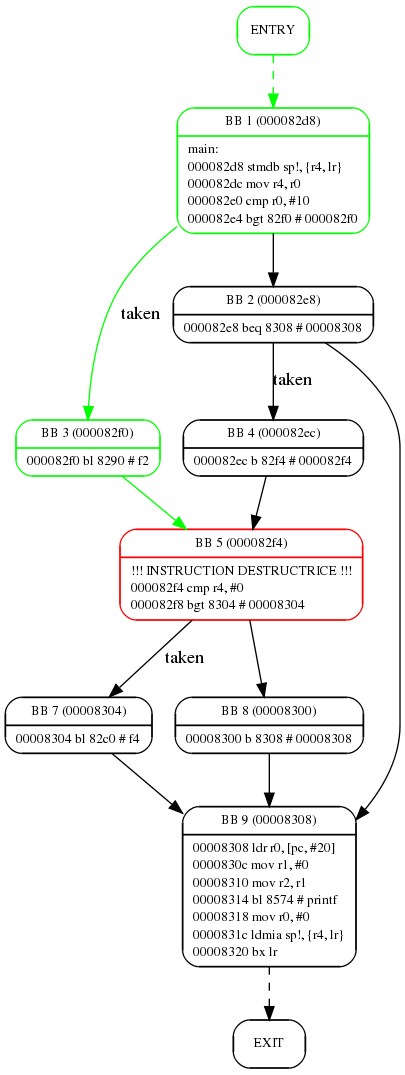 ENTRY
BB 1 (000082d8)
main:
000082d8 stmdb sp!, {r4, lr}
000082dc mov r4, r0
000082e0 cmp r0, #10
000082e4 bgt 82f0 # 000082f0
taken
BB 2 (000082e8)
000082e8 beq 8308 # 00008308
taken
BB 3 (000082f0)
000082f0 bl 8290 # f2
BB 4 (000082ec)
000082ec b 82f4 # 000082f4
BB 5 (000082f4)
!!! INSTRUCTION DESTRUCTRICE !!!
000082f4 cmp r4, #0
000082f8 bgt 8304 # 00008304
taken
BB 7 (00008304)
00008304 bl 82c0 # f4
BB 8 (00008300)
00008300 b 8308 # 00008308
BB 9 (00008308)
00008308 ldr r0, [pc, #20]
0000830c mov r1, #0
00008310 mov r2, r1
00008314 bl 8574 # printf
00008318 mov r0, #0
0000831c ldmia sp!, {r4, lr}
00008320 bx lr
EXIT